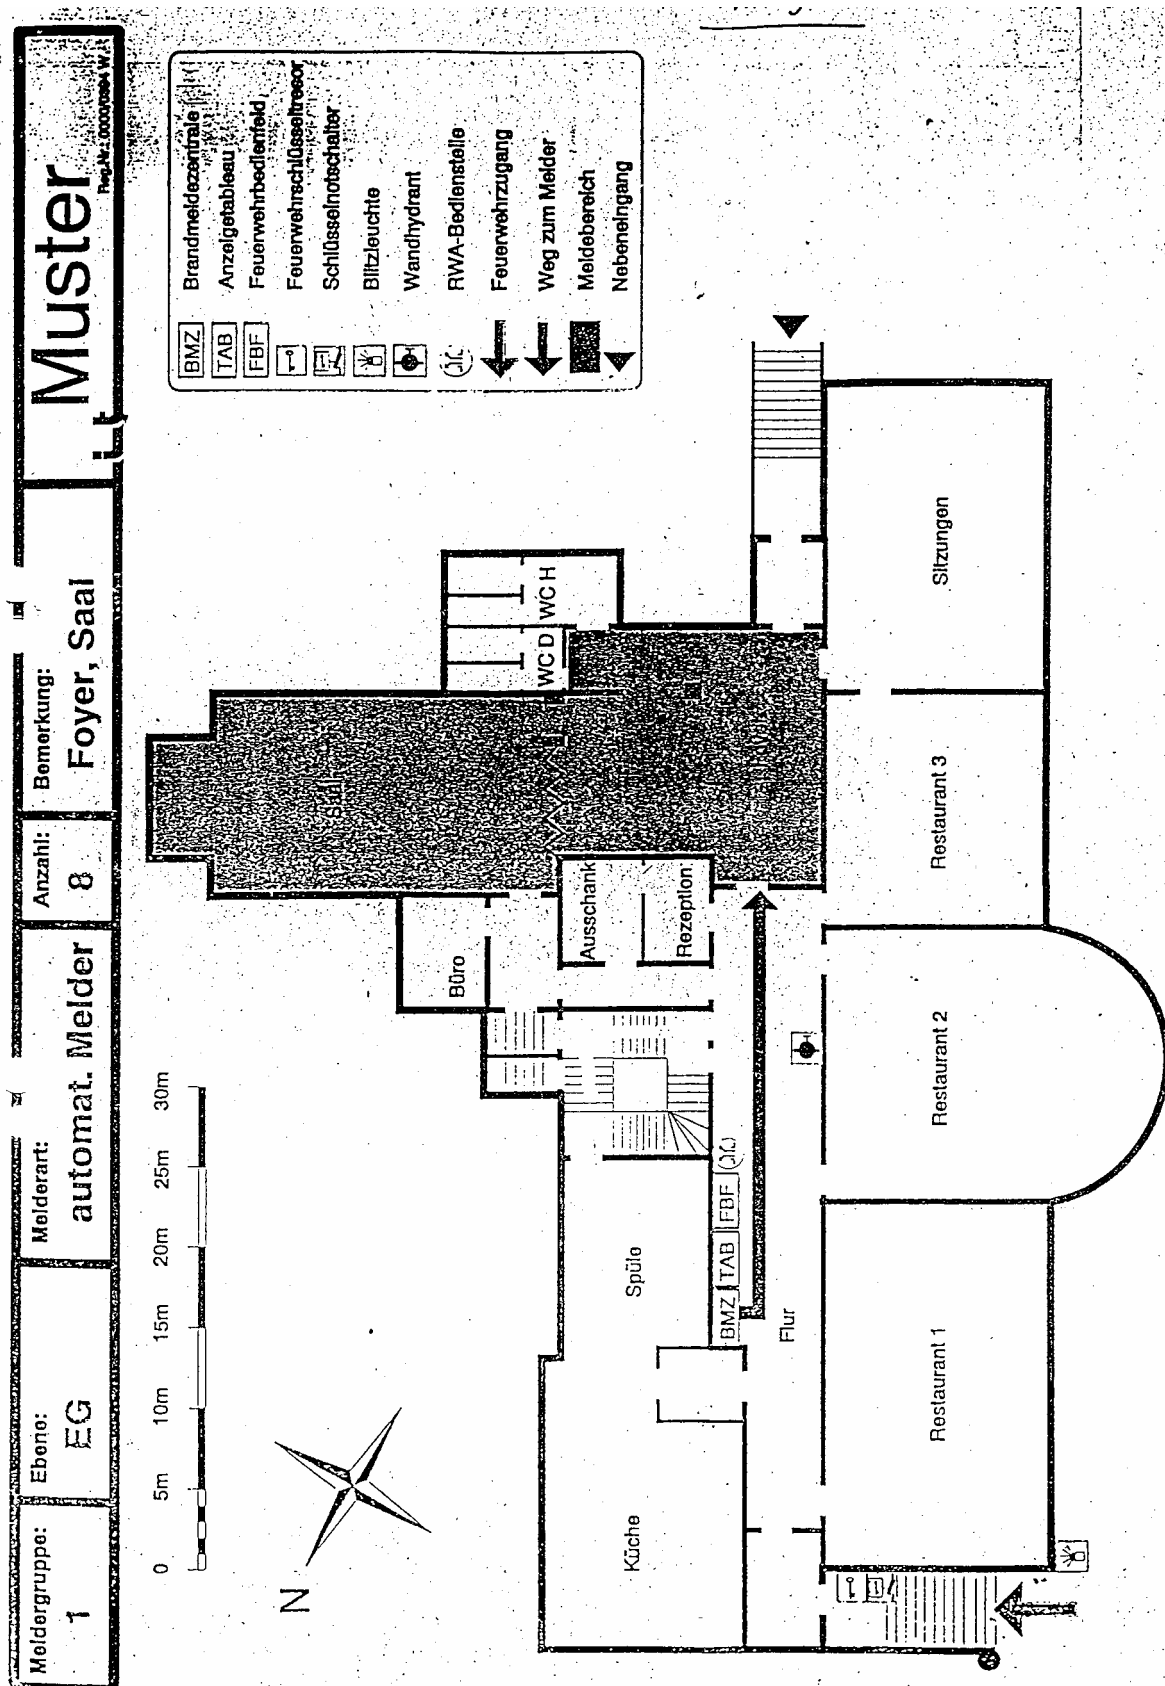 Meldergruppe:
1
Ebene:
EG
Melderart:
automat. Melder
Anzahl:
8
Bemerkung:
Foyer, Saal
Muster
0 5m 10m 15m 20m 25m 30m
N
BMZ Brandmeldezentrale
TAB Anzeigetableau
FBF Feuerwehrbedienfeld
Feuerwehrschlüsseltresor
Schlüsselnotschalter
Blitzleuchte
Wandhydrant
RWA-Bedienstelle
Feuerwehrzugang
Weg zum Melder
Meldebereich
Nebeneingang
Küche
Spüle
Büro
Ausschank
Rezeption
WC D
WC H
BMZ TAB FBF
Flur
Restaurant 1
Restaurant 2
Restaurant 3
Sitzungen